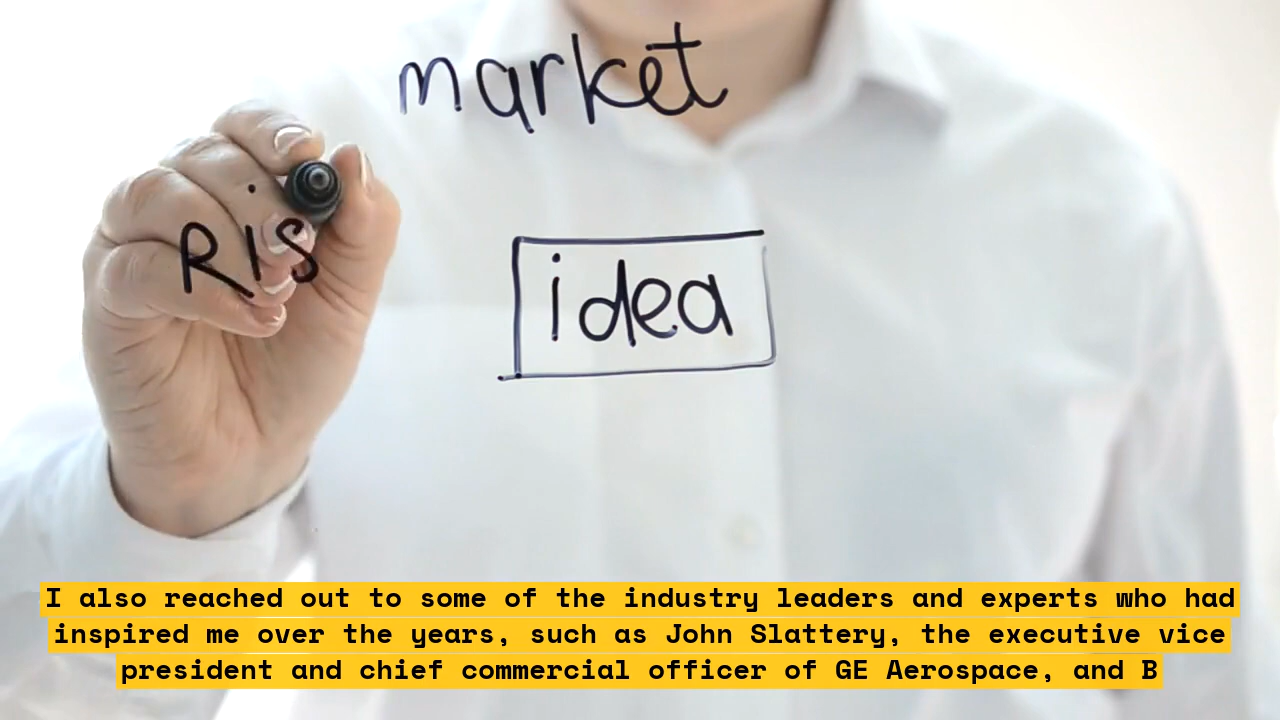 market
Ris
idea
I also reached out to some of the industry leaders and experts who had
inspired me over the years, such as John Slattery, the executive vice
president and chief commercial officer of GE Aerospace, and B